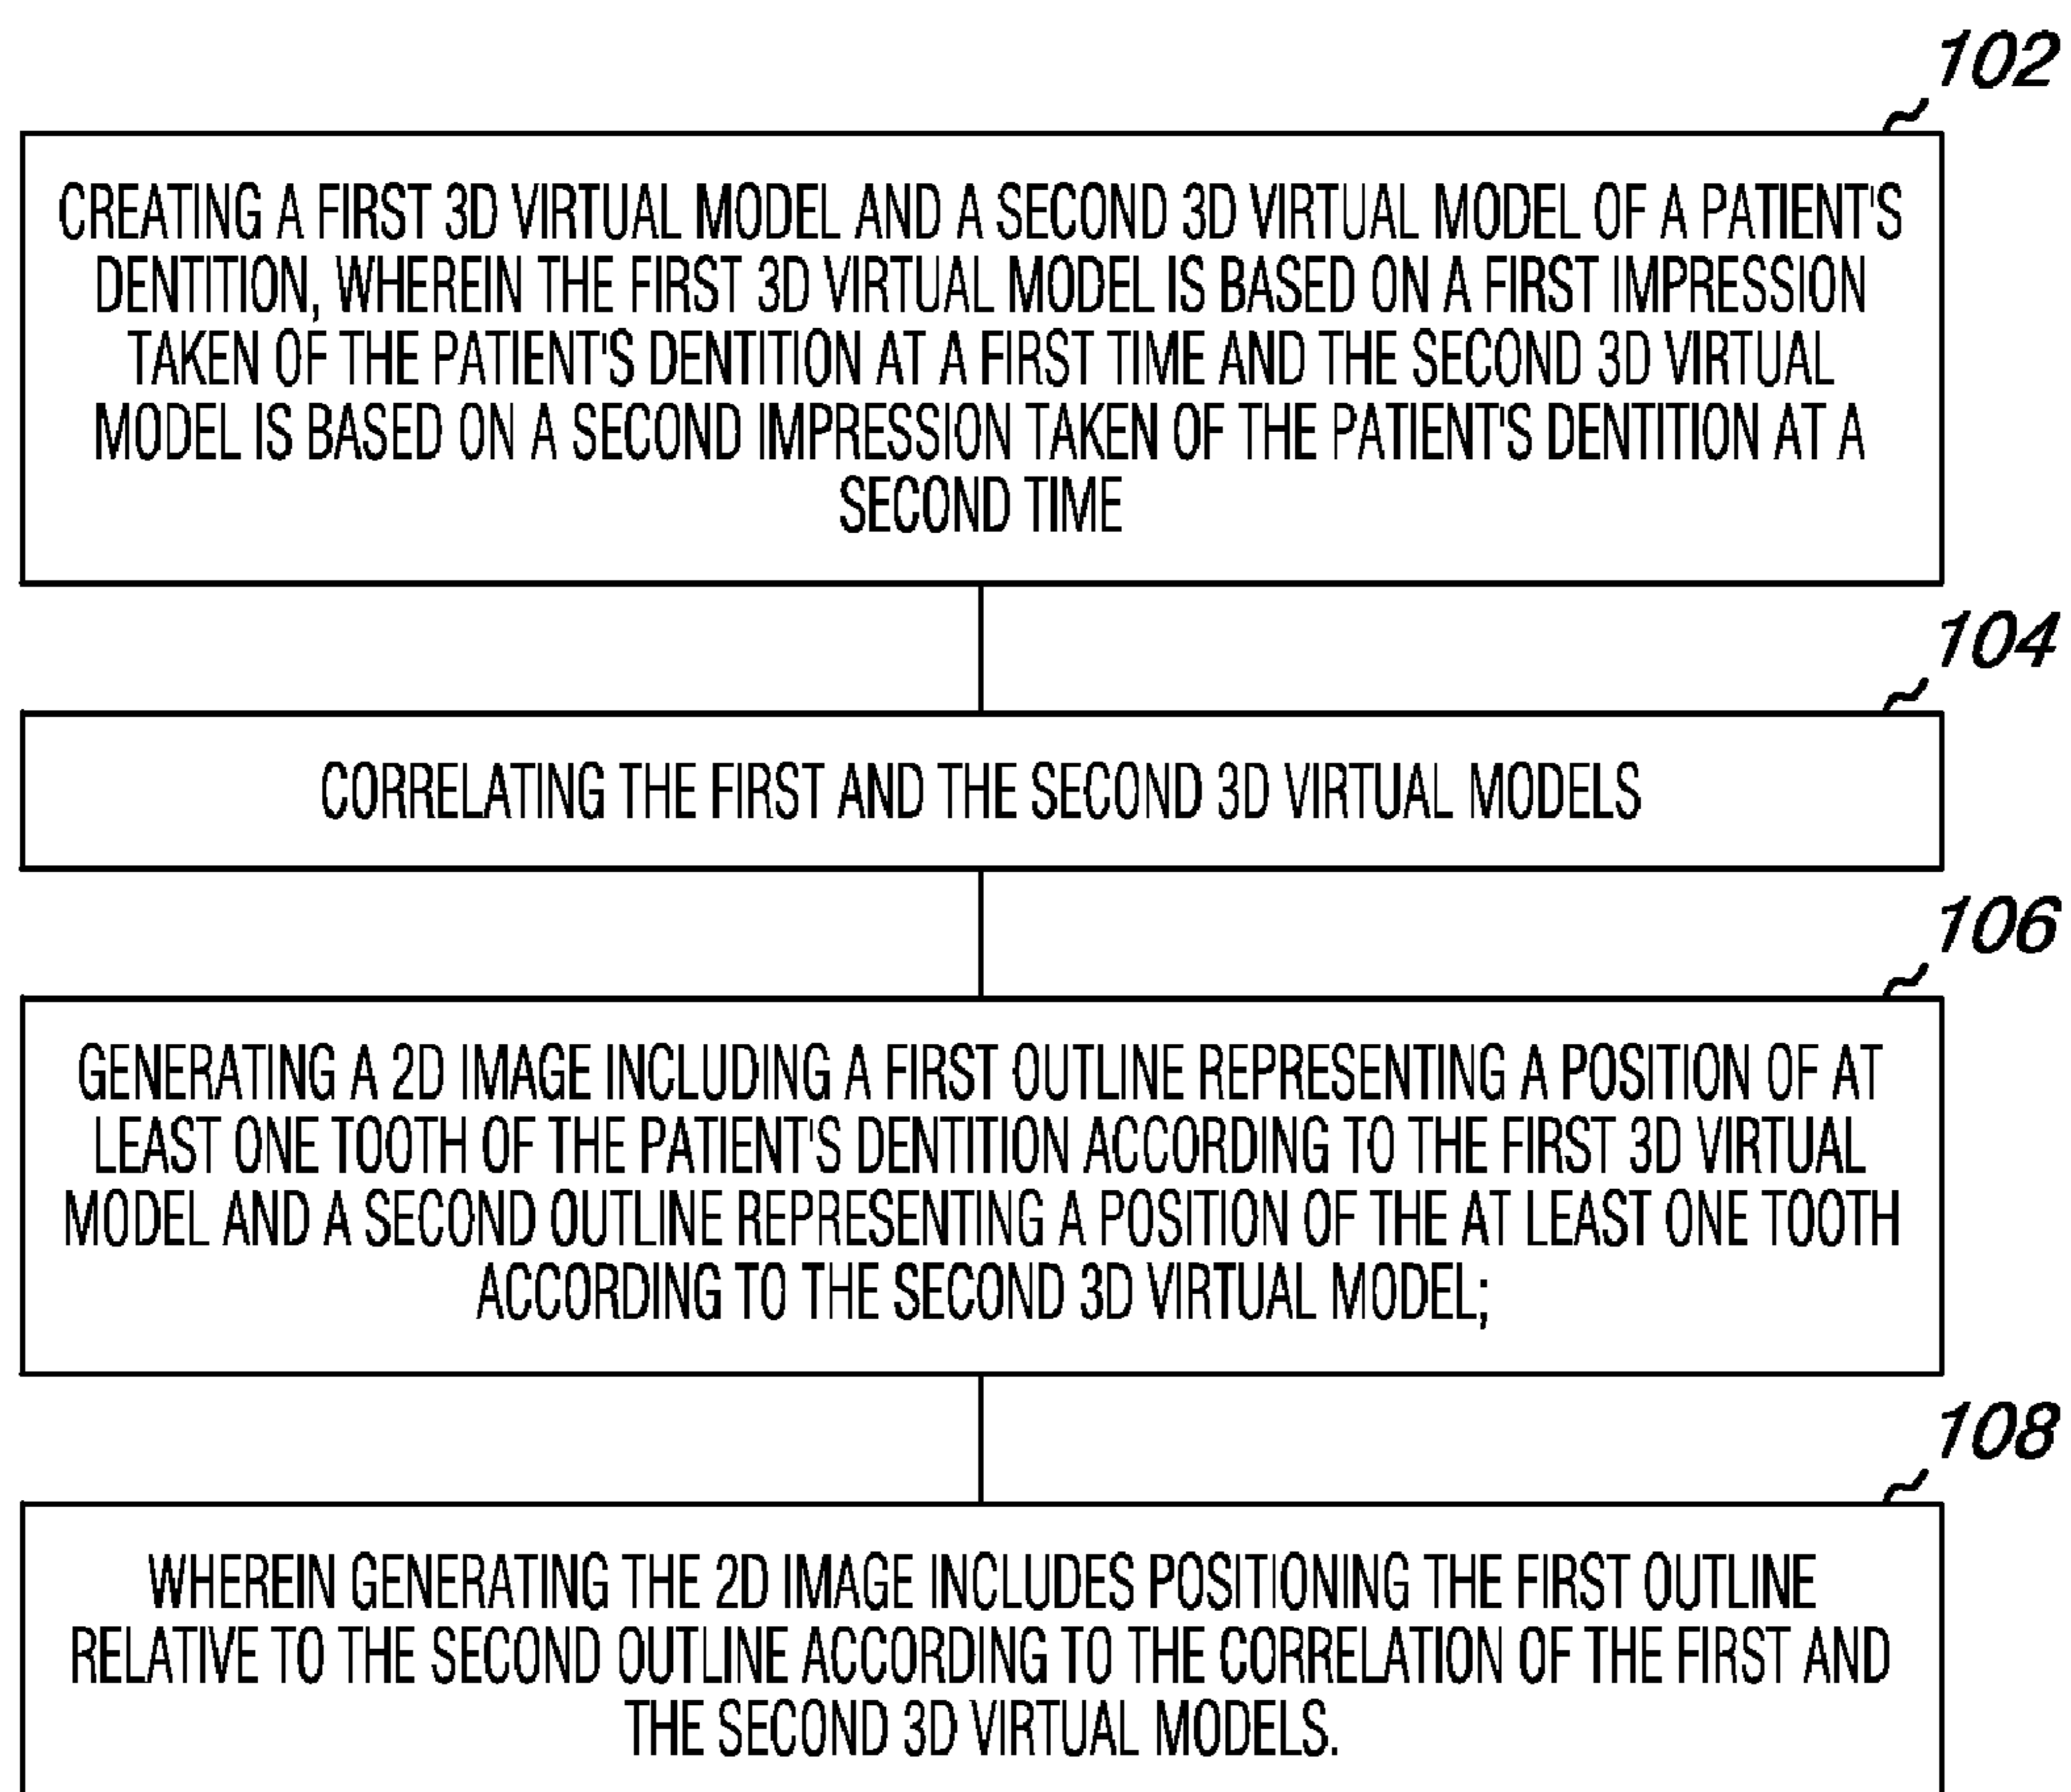 102
CREATING A FIRST 3D VIRTUAL MODEL AND A SECOND 3D VIRTUAL MODEL OF A PATIENT'S
DENTITION, WHEREIN THE FIRST 3D VIRTUAL MODEL IS BASED ON A FIRST IMPRESSION
TAKEN OF THE PATIENT'S DENTITION AT A FIRST TIME AND THE SECOND 3D VIRTUAL
MODEL IS BASED ON A SECOND IMPRESSION TAKEN OF THE PATIENT'S DENTITION AT A
SECOND TIME
104
CORRELATING THE FIRST AND THE SECOND 3D VIRTUAL MODELS
106
GENERATING A 2D IMAGE INCLUDING A FIRST OUTLINE REPRESENTING A POSITION OF AT
LEAST ONE TOOTH OF THE PATIENT'S DENTITION ACCORDING TO THE FIRST 3D VIRTUAL
MODEL AND A SECOND OUTLINE REPRESENTING A POSITION OF THE AT LEAST ONE TOOTH
ACCORDING TO THE SECOND 3D VIRTUAL MODEL;
108
WHEREIN GENERATING THE 2D IMAGE INCLUDES POSITIONING THE FIRST OUTLINE
RELATIVE TO THE SECOND OUTLINE ACCORDING TO THE CORRELATION OF THE FIRST AND
THE SECOND 3D VIRTUAL MODELS.